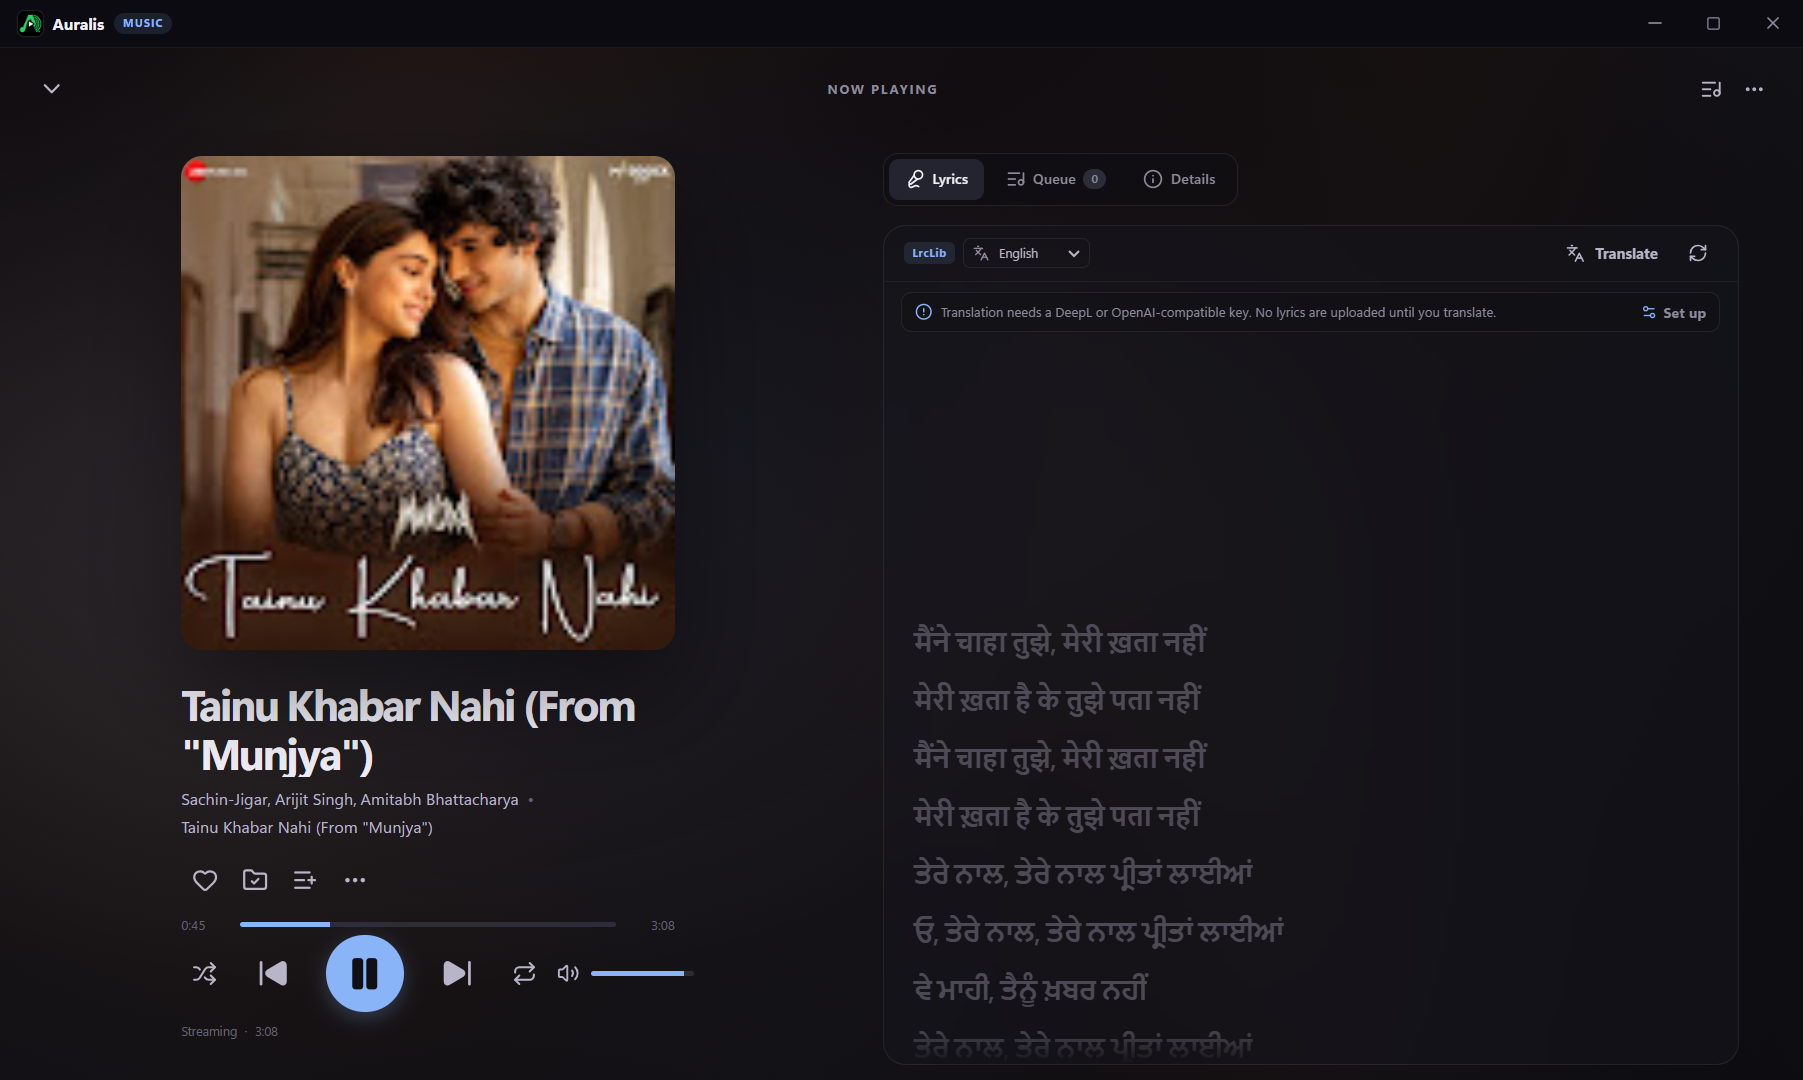 Auralis MUSIC
NOW PLAYING
MUNJYA
Tainu Khabar Nahi
Tainu Khabar Nahi (From
"Munjya")
Sachin-Jigar, Arijit Singh, Amitabh Bhattacharya •
Tainu Khabar Nahi (From "Munjya")
0:45 3:08
Streaming · 3:08
Lyrics Queue 0 Details
LrcLib English Translate
Translation needs a DeepL or OpenAI-compatible key. No lyrics are uploaded until you translate. Set up
मैंने चाहा तुझे, मेरी ख़ता नहीं
मेरी ख़ता है के तुझे पता नहीं
मैंने चाहा तुझे, मेरी ख़ता नहीं
मेरी ख़ता है के तुझे पता नहीं
ਤੇਰੇ ਨਾਲ, ਤੇਰੇ ਨਾਲ ਪ੍ਰੀਤਾਂ ਲਾਈਆਂ
ਓ, ਤੇਰੇ ਨਾਲ, ਤੇਰੇ ਨਾਲ ਪ੍ਰੀਤਾਂ ਲਾਈਆਂ
ਵੇ ਮਾਹੀ, ਤੈਨੂੰ ਖ਼ਬਰ ਨਹੀਂ
ਤੇਰੇ ਨਾਲ, ਤੇਰੇ ਨਾਲ ਪ੍ਰੀਤਾਂ ਲਾਈਆਂ